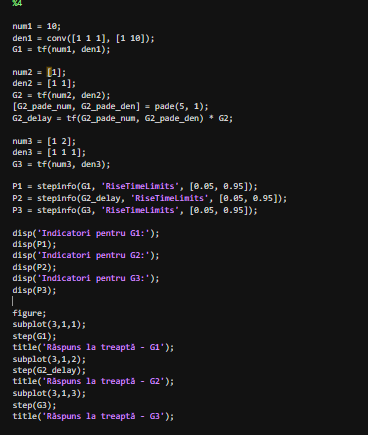 %4
num1 = 10;
den1 = conv([1 1 1], [1 10]);
G1 = tf(num1, den1);
num2 = [1];
den2 = [1 1];
G2 = tf(num2, den2);
[G2_pade_num, G2_pade_den] = pade(5, 1);
G2_delay = tf(G2_pade_num, G2_pade_den) * G2;
num3 = [1 2];
den3 = [1 1 1];
G3 = tf(num3, den3);
P1 = stepinfo(G1, 'RiseTimeLimits', [0.05, 0.95]);
P2 = stepinfo(G2_delay, 'RiseTimeLimits', [0.05, 0.95]);
P3 = stepinfo(G3, 'RiseTimeLimits', [0.05, 0.95]);
disp('Indicatori pentru G1:');
disp(P1);
disp('Indicatori pentru G2:');
disp(P2);
disp('Indicatori pentru G3:');
disp(P3);
figure;
subplot(3,1,1);
step(G1);
title('Răspuns la treaptă - G1');
subplot(3,1,2);
step(G2_delay);
title('Răspuns la treaptă - G2');
subplot(3,1,3);
step(G3);
title('Răspuns la treaptă - G3');